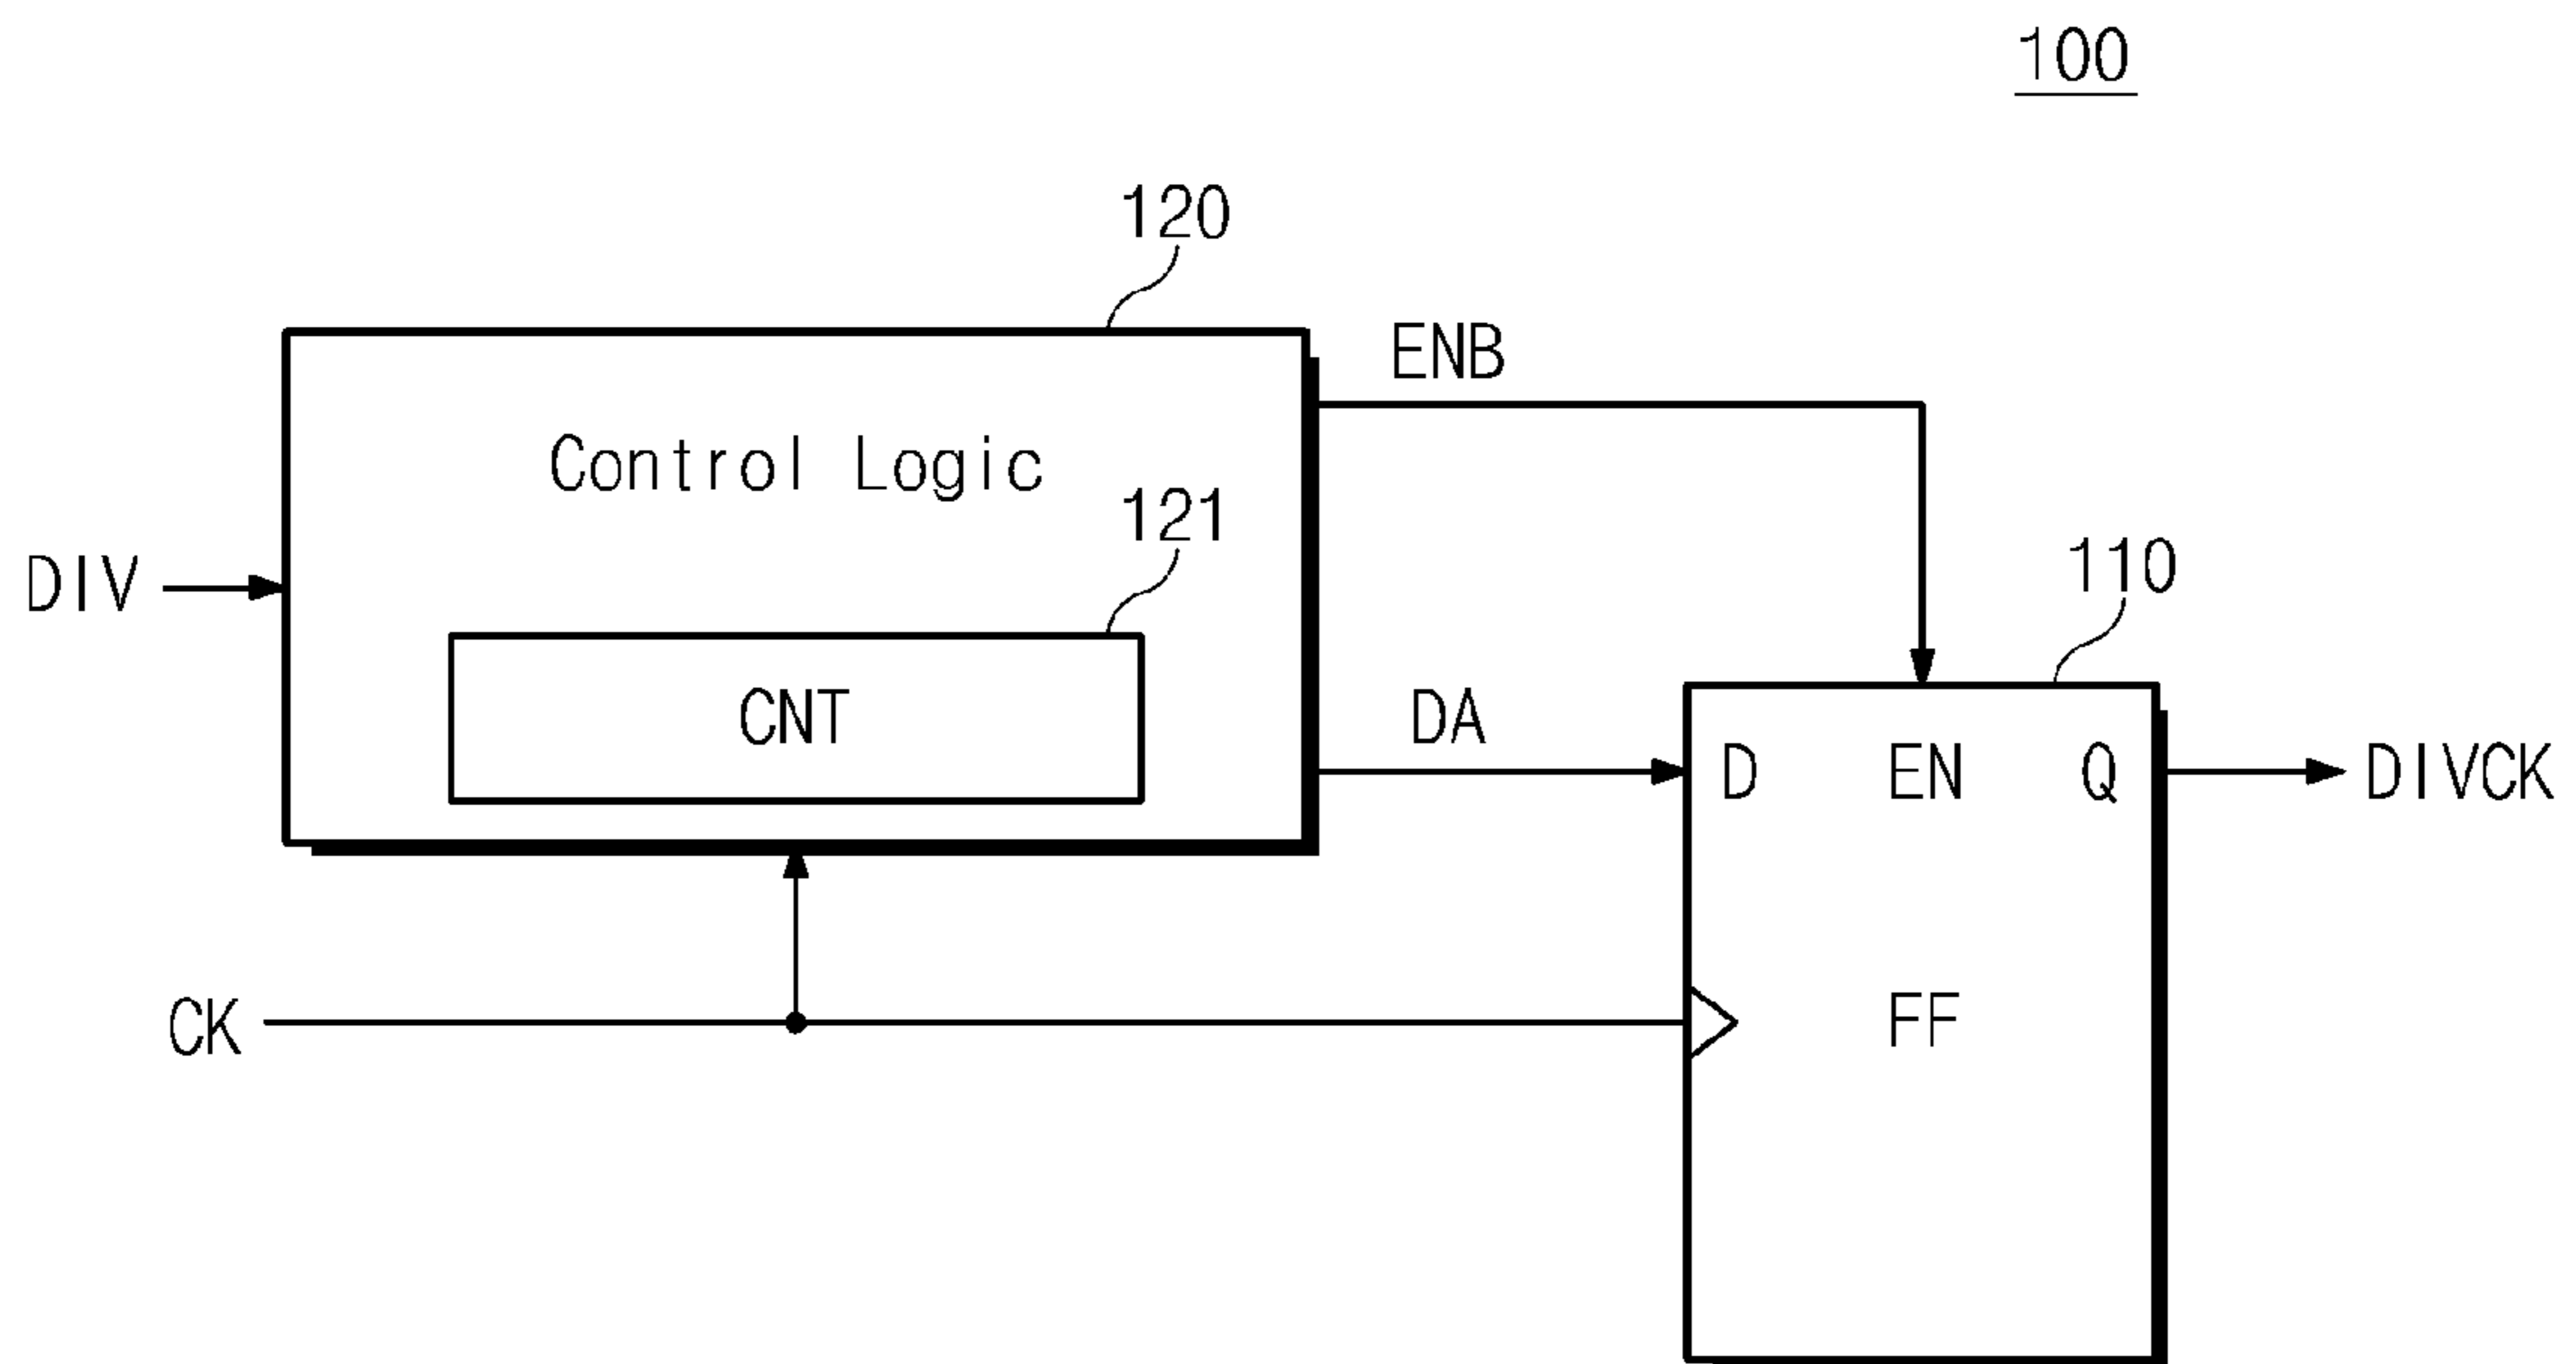 100
120
ENB
Control Logic
121
DIV
110
CNT
DA
D EN Q
DIVCK
CK
FF